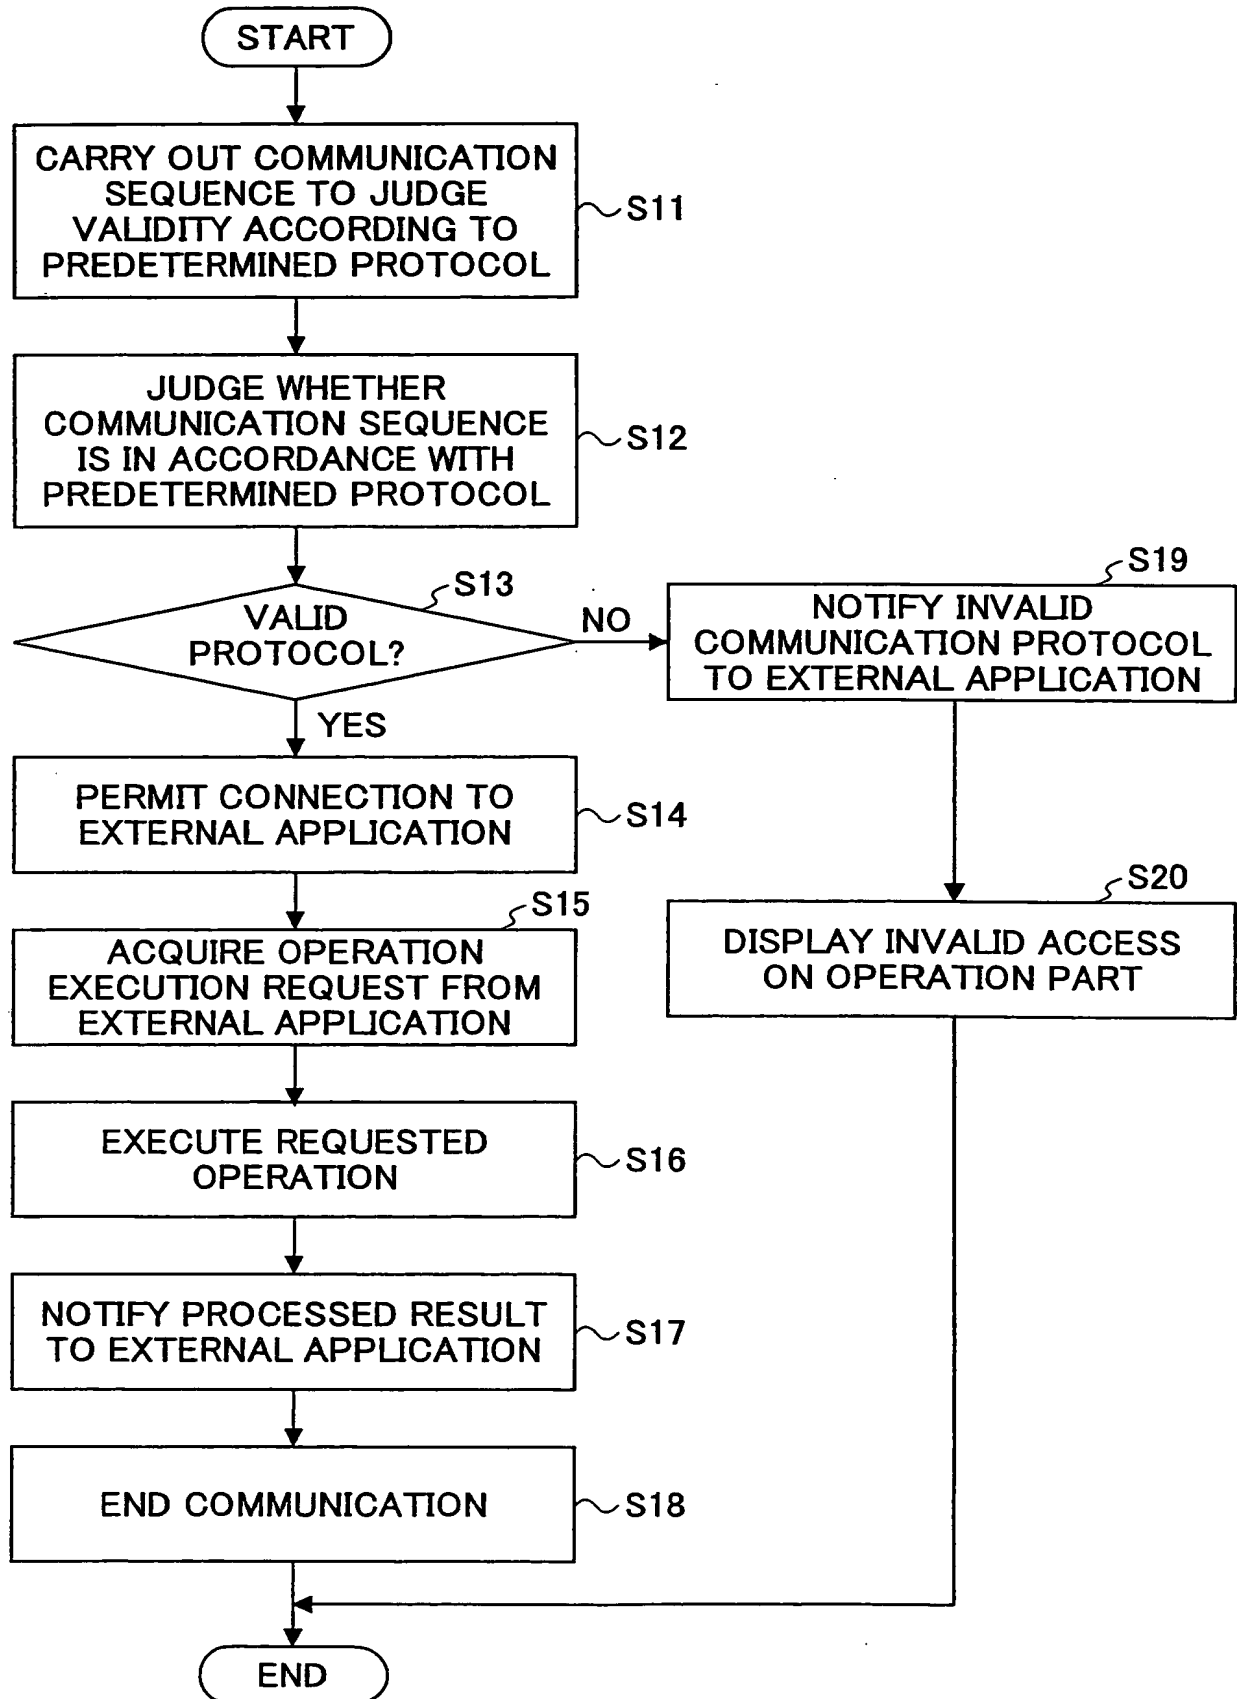 START
CARRY OUT COMMUNICATION
SEQUENCE TO JUDGE
VALIDITY ACCORDING TO
PREDETERMINED PROTOCOL
S11
JUDGE WHETHER
COMMUNICATION SEQUENCE
IS IN ACCORDANCE WITH
PREDETERMINED PROTOCOL
S12
S13
VALID
PROTOCOL?
NO
YES
S19
NOTIFY INVALID
COMMUNICATION PROTOCOL
TO EXTERNAL APPLICATION
PERMIT CONNECTION TO
EXTERNAL APPLICATION
S14
S20
DISPLAY INVALID ACCESS
ON OPERATION PART
S15
ACQUIRE OPERATION
EXECUTION REQUEST FROM
EXTERNAL APPLICATION
EXECUTE REQUESTED
OPERATION
S16
NOTIFY PROCESSED RESULT
TO EXTERNAL APPLICATION
S17
END COMMUNICATION
S18
END